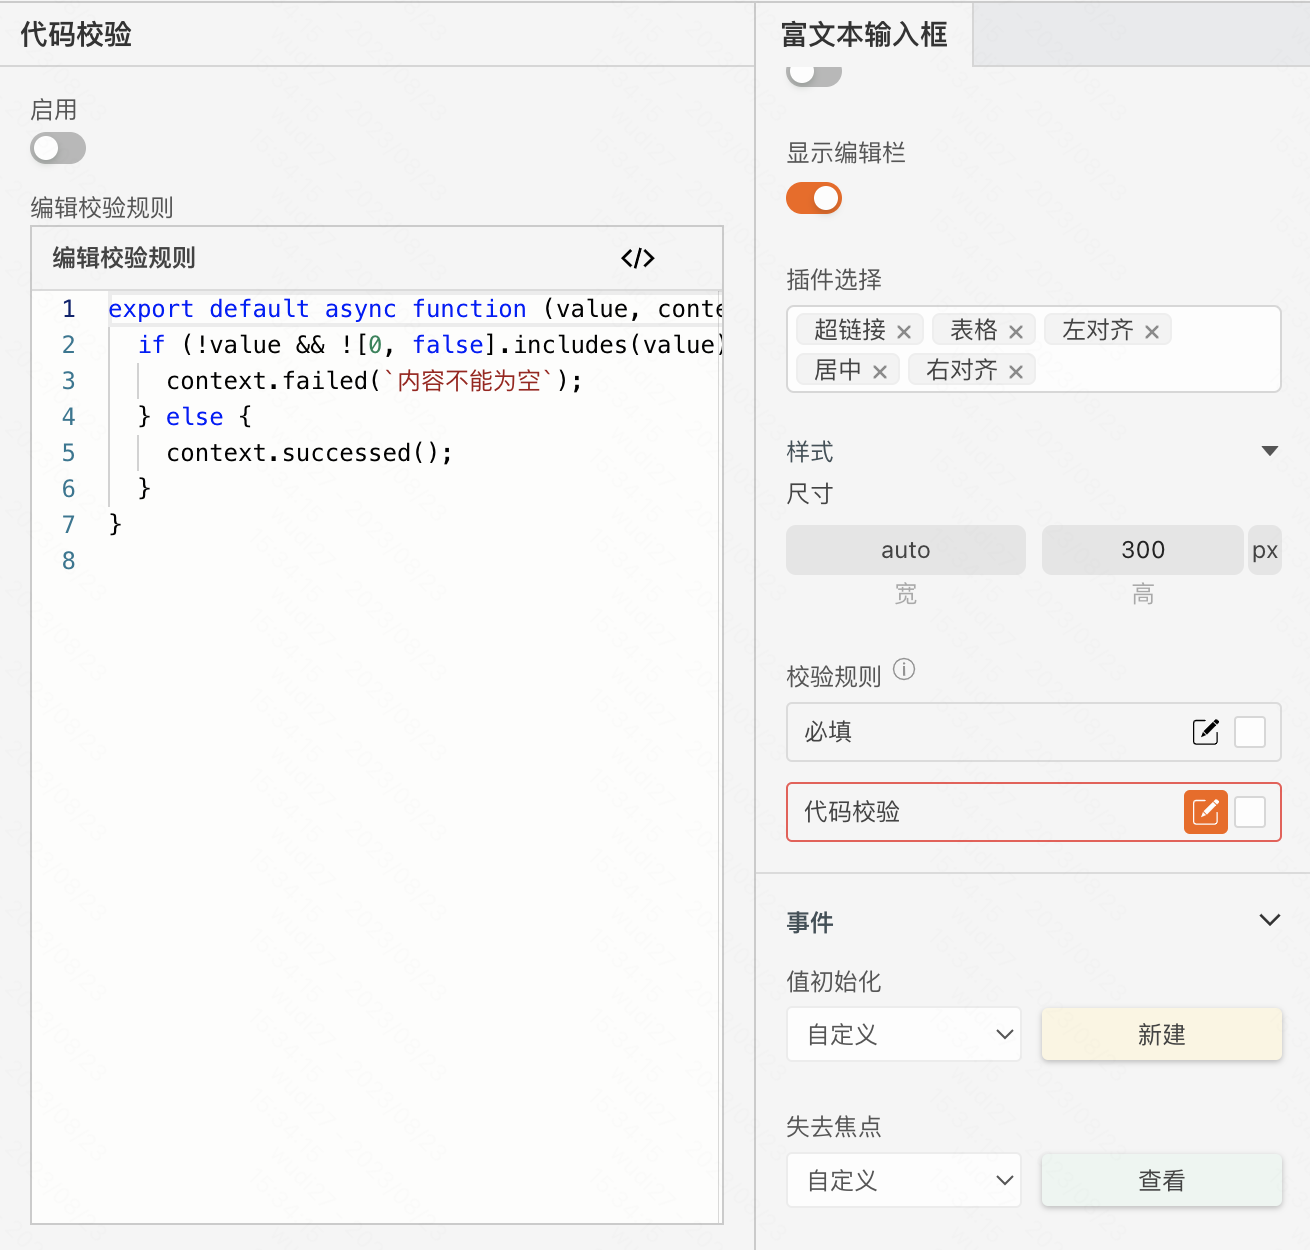 代码校验
启用
编辑校验规则
编辑校验规则
</>
1 export default async function (value, conte
2 if (!value && ![0, false].includes(value)
3 context.failed(`内容不能为空`);
4 } else {
5 context.successed();
6 }
7 }
8
富文本输入框
显示编辑栏
插件选择
超链接 × 表格 × 左对齐 ×
居中 × 右对齐 ×
样式
尺寸
auto 300 px
宽 高
校验规则
必填
代码校验
事件
值初始化
自定义 新建
失去焦点
自定义 查看